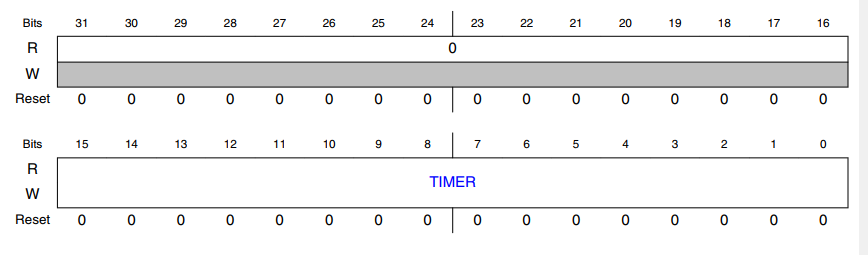 Bits 31 30 29 28 27 26 25 24 23 22 21 20 19 18 17 16
R 0
W
Reset 0 0 0 0 0 0 0 0 0 0 0 0 0 0 0 0
Bits 15 14 13 12 11 10 9 8 7 6 5 4 3 2 1 0
R
TIMER
W
Reset 0 0 0 0 0 0 0 0 0 0 0 0 0 0 0 0